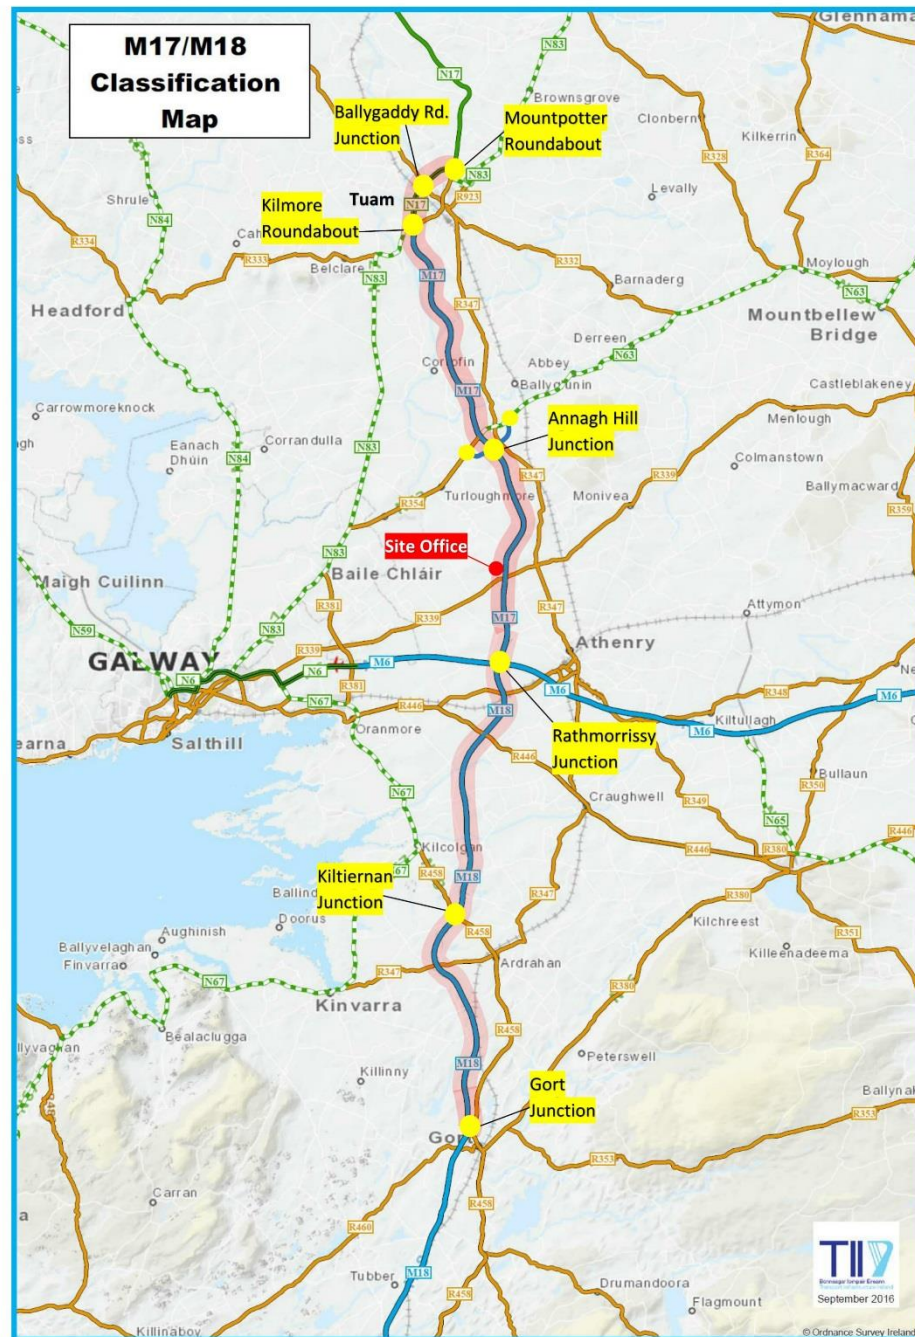 M17/M18
Classification
Map
Glennama
N83
N17
Ballygaddy Rd.
Junction
Brownsgrove
Mountpotter
Roundabout
Clonbern
Kilkerrin
R328
R364
N83
Shrule
Tuam
R923
Levally
N84
Kilmore
Roundabout
N17
R334
R333
Belclare
N83
M17
R332
Moylough
Barnaderg
N63
Headford
R347
Mountbellew
Bridge
Derreen
N63
Abbey
M17
Castleblakeney
Carrowmoreknock
Menlough
Annagh Hill
Junction
N83
Corrandulla
Eanach
Dhúin
N84
Colmanstown
R347
R339
Turloughmore
Monivea
Ballymacward
R354
R359
N83
Site Office
Maigh Cuilinn
Baile Chláir
R381
R339
M17
R347
Attymon
N59
N83
Athenry
GALWAY
R339
N6
N6
M6
R381
N67
M6
R348
M6
M18
R446
Oranmore
Kiltullagh
M6
earna
Salthill
Rathmorrissy
Junction
R446
Bullaun
R350
N67
Craughwell
R349
N65
R446
R380
R446
Kilcolgan
Kiltiernan
Junction
R458
N67
M18
R347
R380
Doorus
Kilchreest
R351
Aughinish
R458
Ballyvelaghan
Finvarra
Killeenadeema
N67
R347
Ardrahan
Kinvarra
R380
Béalaclugga
R458
M18
Peterswell
Killinny
Gort
Junction
R353
R353
Carran
R458
R460
Tubber
M18
R458
Drumandoora
Flagmount
Killinaboy
TII
September 2016
© Ordnance Survey Ireland